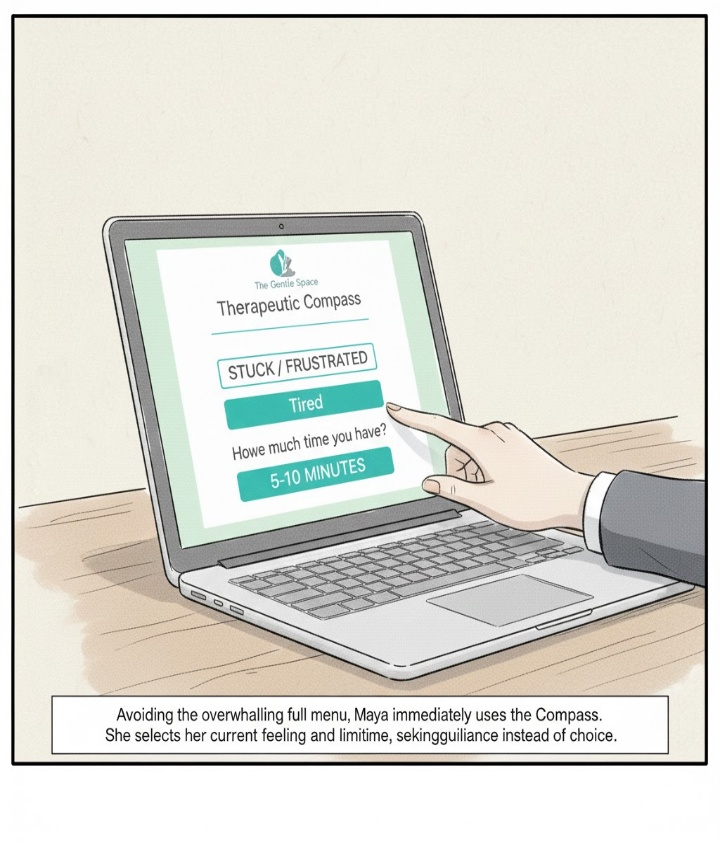 The Gentle Space
Therapeutic Compass
STUCK / FRUSTRATED
Tired
Howe much time you have?
5-10 MINUTES
Avoiding the overwhalling full menu, Maya immediately uses the Compass.
She selects her current feeling and limitime, sekingguiliance instead of choice.